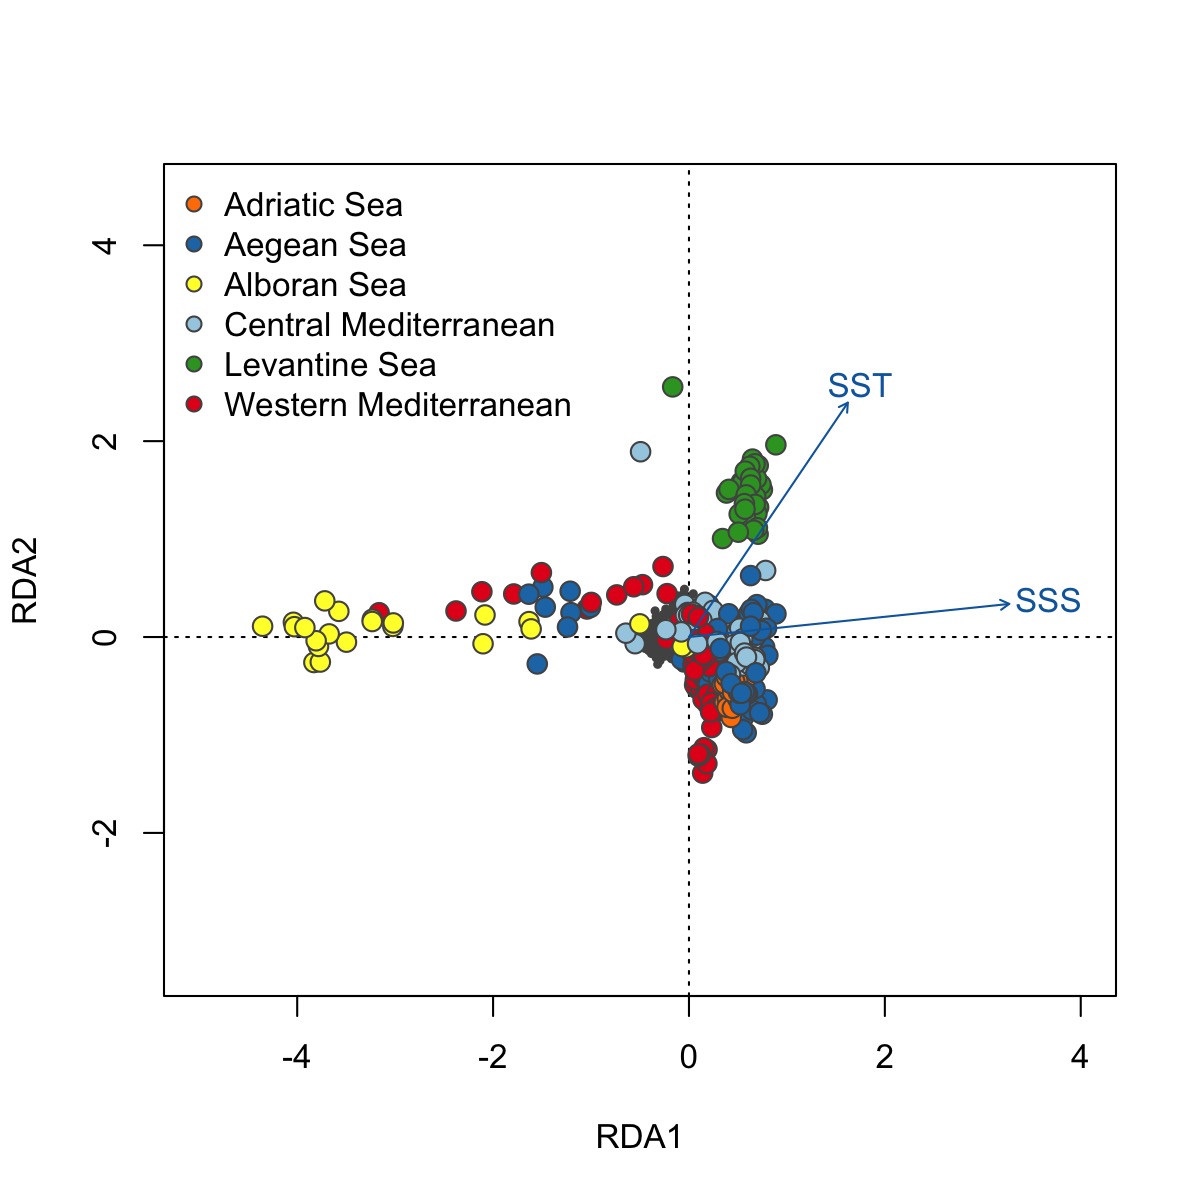 Adriatic Sea
Aegean Sea
Alboran Sea
Central Mediterranean
Levantine Sea
Western Mediterranean
SST
SSS
RDA2
4
2
0
-2
-4
-2
0
2
4
RDA1